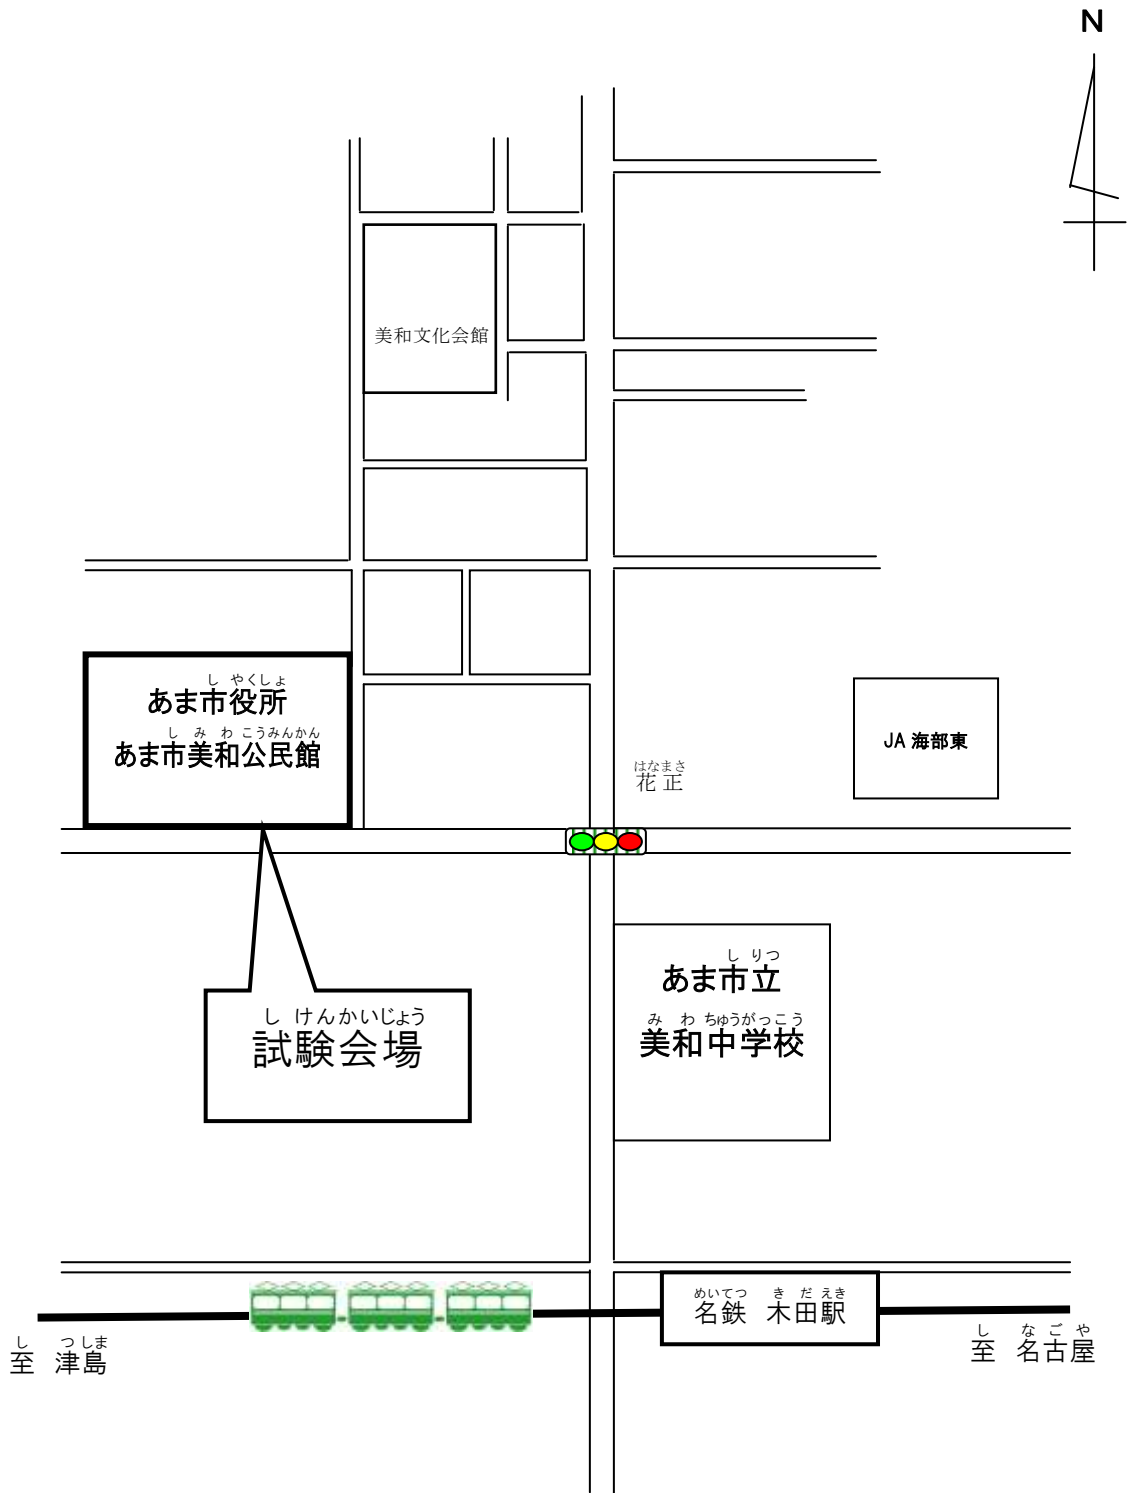 N
美和文化会館
し やくしょ
あま市役所
し み わ こうみんかん
あま市美和公民館
JA 海部東
はなまさ
花正
し りつ
あま市立
み わ ちゅうがっこう
美和中学校
し けんかいじょう
試験会場
めいてつ き だ えき
名鉄 木田駅
し つしま
至 津島
し な ご や
至 名古屋